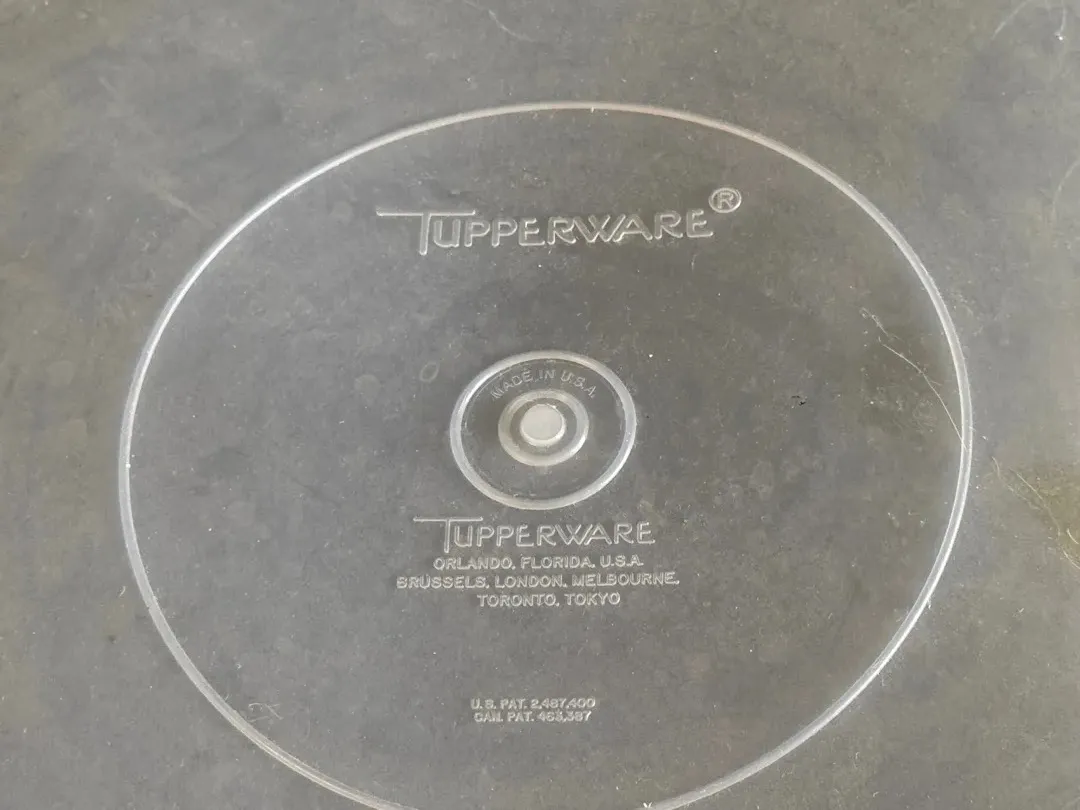 TUPPERWARE®
MADE IN U.S.A.
TUPPERWARE
ORLANDO, FLORIDA, U.S.A.
BRUSSELS, LONDON, MELBOURNE,
TORONTO, TOKYO
U.S. PAT. 2,487,400
CAN. PAT. 463,387